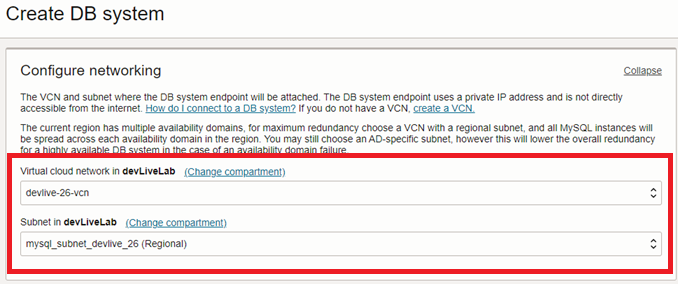 Create DB system
Configure networking
Collapse
The VCN and subnet where the DB system endpoint will be attached. The DB system endpoint uses a private IP address and is not directly
accessible from the internet. How do I connect to a DB system? If you do not have a VCN, create a VCN.
The current region has multiple availability domains, for maximum redundancy choose a VCN with a regional subnet, and all MySQL instances will
be spread across each availability domain in the region. You may still choose an AD-specific subnet, however this will lower the overall redundancy
for a highly available DB system in the case of an availability domain failure.
Virtual cloud network in devLiveLab (Change compartment)
devlive-26-vcn
Subnet in devLiveLab (Change compartment)
mysql_subnet_devlive_26 (Regional)